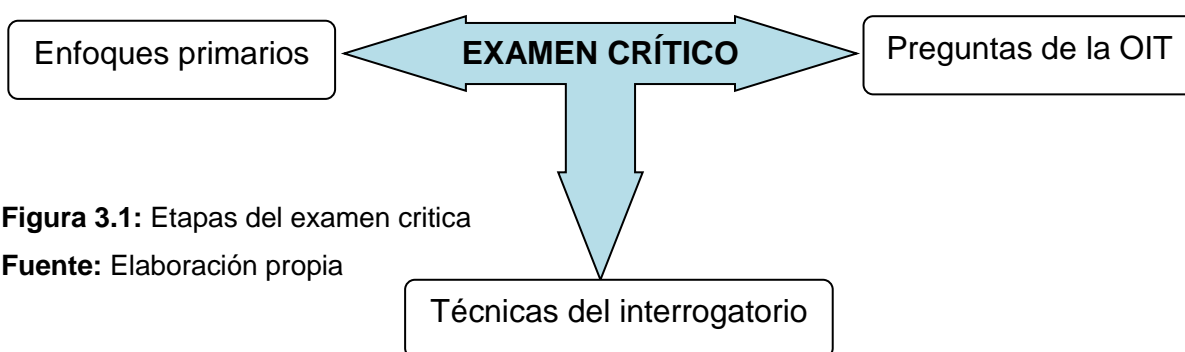 Enfoques primarios
EXAMEN CRÍTICO
Preguntas de la OIT
Figura 3.1: Etapas del examen critica
Fuente: Elaboración propia
Técnicas del interrogatorio